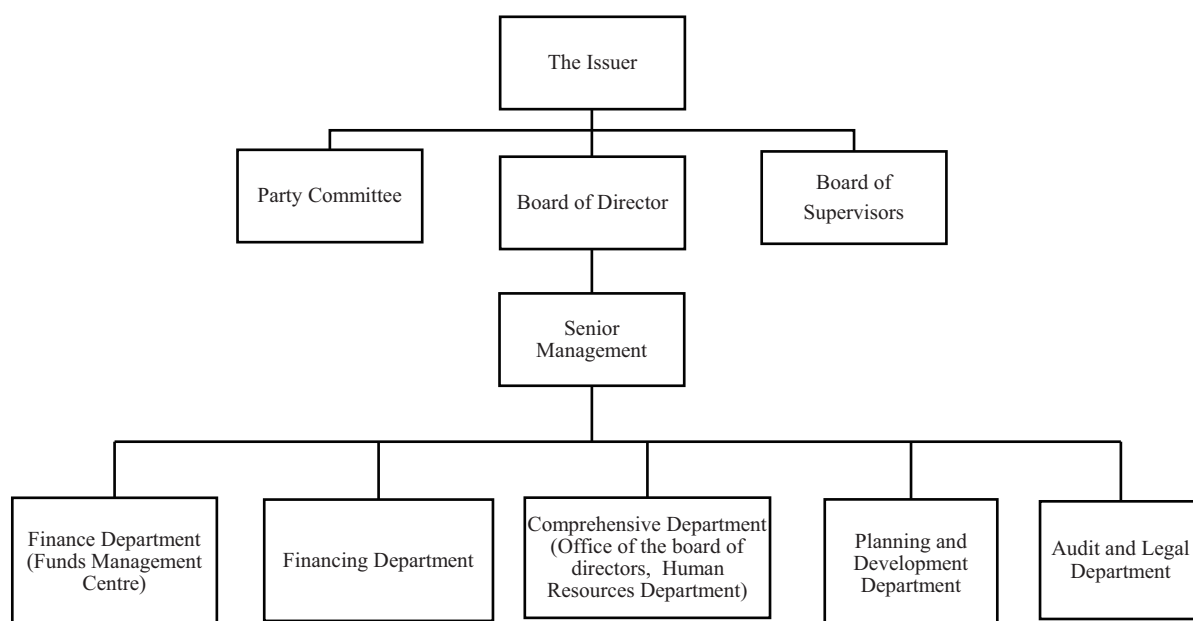 The Issuer
Party Committee
Board of Director
Board of
Supervisors
Senior
Management
Finance Department
(Funds Management
Centre)
Financing Department
Comprehensive Department
(Office of the board of
directors, Human
Resources Department)
Planning and
Development
Department
Audit and Legal
Department